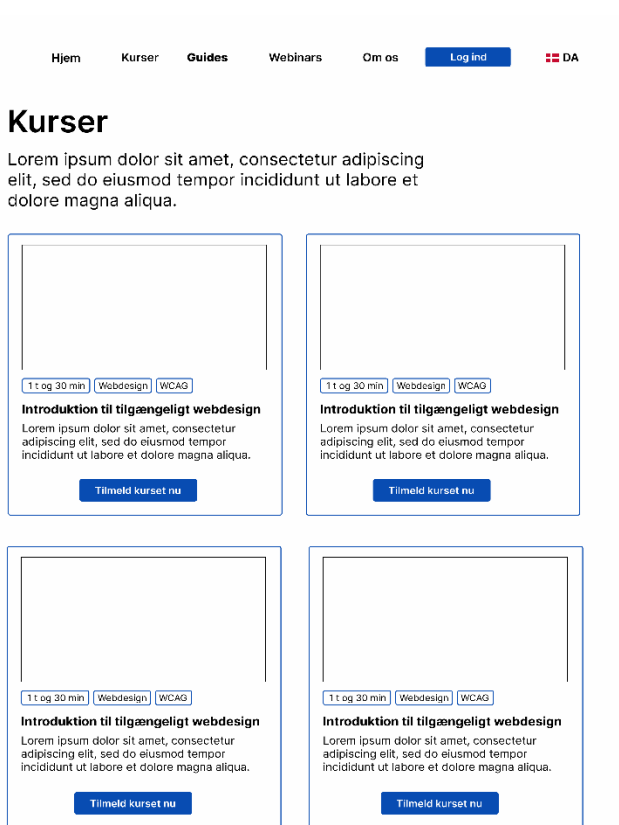 Hjem Kurser Guides Webinars Om os Log ind DA
Kurser
Lorem ipsum dolor sit amet, consectetur adipiscing
elit, sed do eiusmod tempor incididunt ut labore et
dolore magna aliqua.
1 t og 30 min Webdesign WCAG
Introduktion til tilgængeligt webdesign
Lorem ipsum dolor sit amet, consectetur
adipiscing elit, sed do eiusmod tempor
incididunt ut labore et dolore magna aliqua.
Tilmeld kurset nu
1 t og 30 min Webdesign WCAG
Introduktion til tilgængeligt webdesign
Lorem ipsum dolor sit amet, consectetur
adipiscing elit, sed do eiusmod tempor
incididunt ut labore et dolore magna aliqua.
Tilmeld kurset nu
1 t og 30 min Webdesign WCAG
Introduktion til tilgængeligt webdesign
Lorem ipsum dolor sit amet, consectetur
adipiscing elit, sed do eiusmod tempor
incididunt ut labore et dolore magna aliqua.
Tilmeld kurset nu
1 t og 30 min Webdesign WCAG
Introduktion til tilgængeligt webdesign
Lorem ipsum dolor sit amet, consectetur
adipiscing elit, sed do eiusmod tempor
incididunt ut labore et dolore magna aliqua.
Tilmeld kurset nu